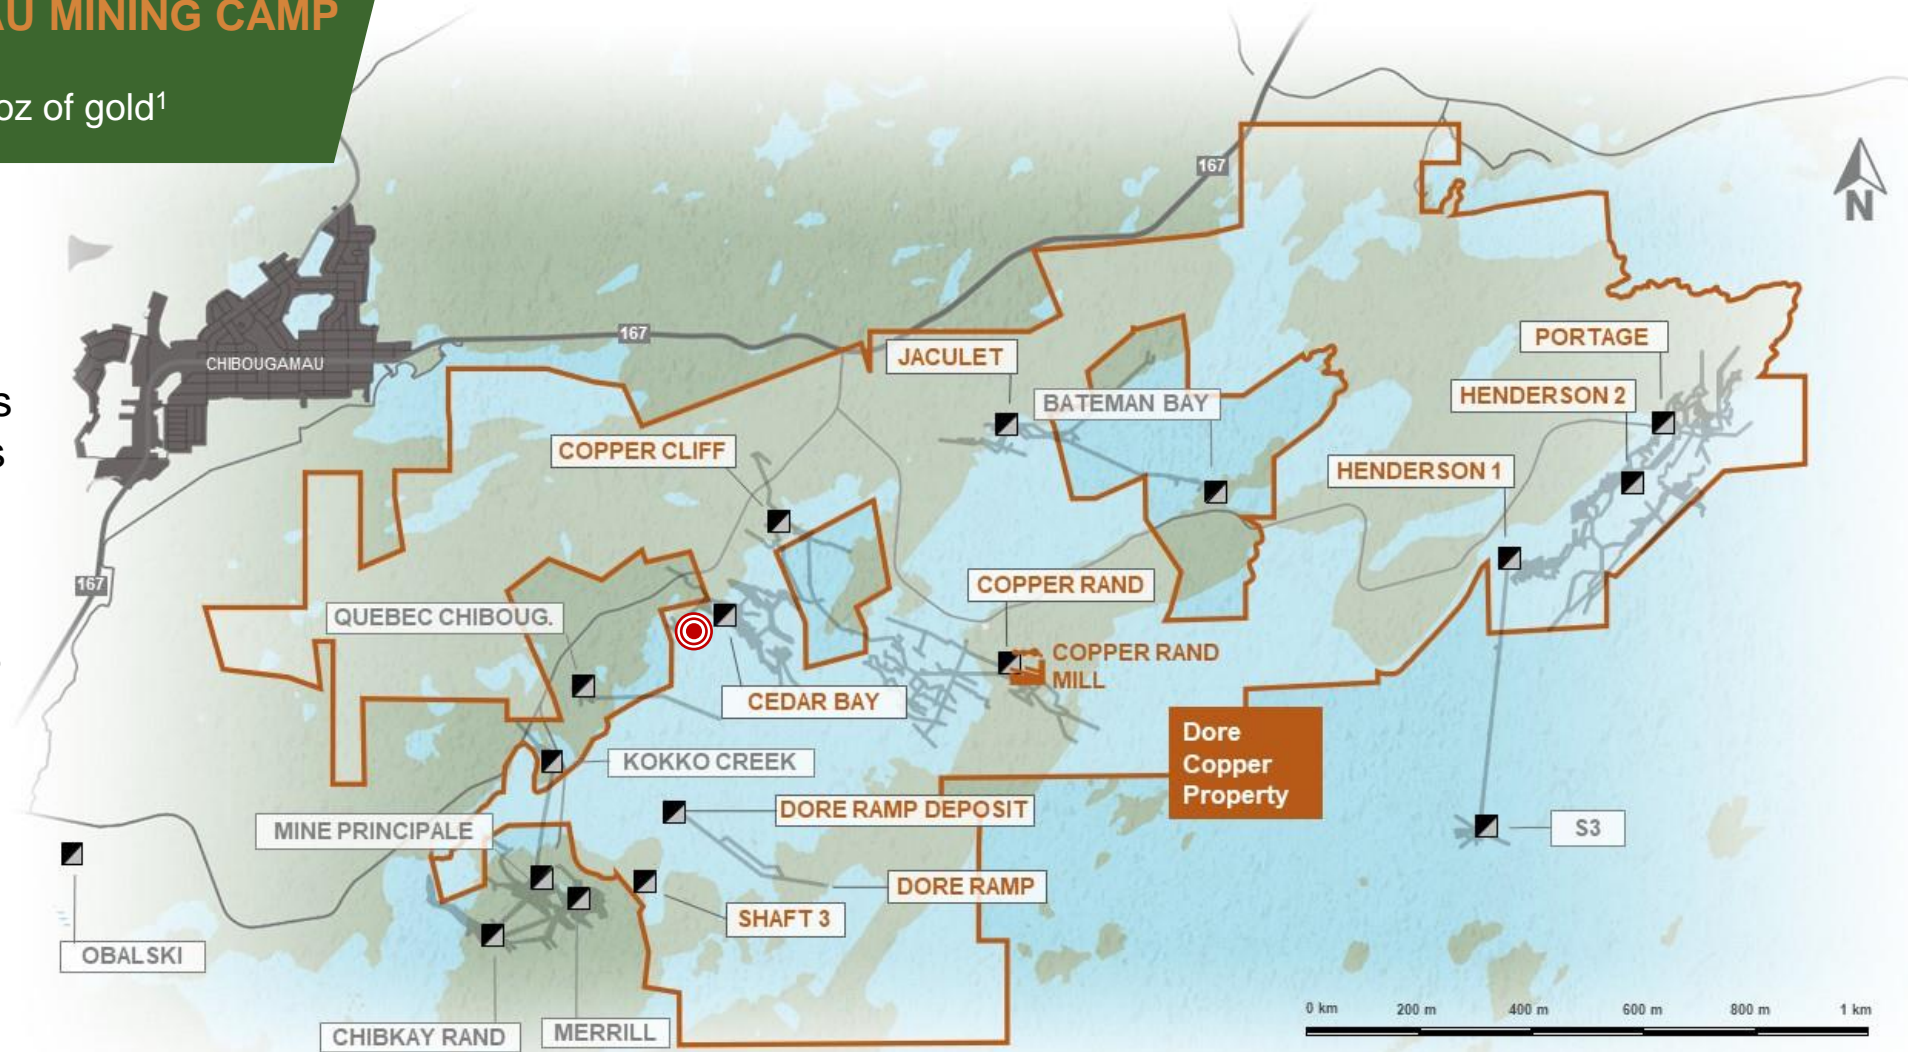 AU MINING CAMP
oz of gold¹
167
N
167
PORTAGE
CHIBOUGAMAU
JACULET
HENDERSON 2
BATEMAN BAY
s
COPPER CLIFF
s
HENDERSON 1
167
COPPER RAND
QUEBEC CHIBOUG.
COPPER RAND
MILL
CEDAR BAY
Dore
Copper
Property
KOKKO CREEK
DORE RAMP DEPOSIT
MINE PRINCIPALE
S3
DORE RAMP
SHAFT 3
OBALSKI
0 km 200 m 400 m 600 m 800 m 1 km
CHIBKAY RAND
MERRILL